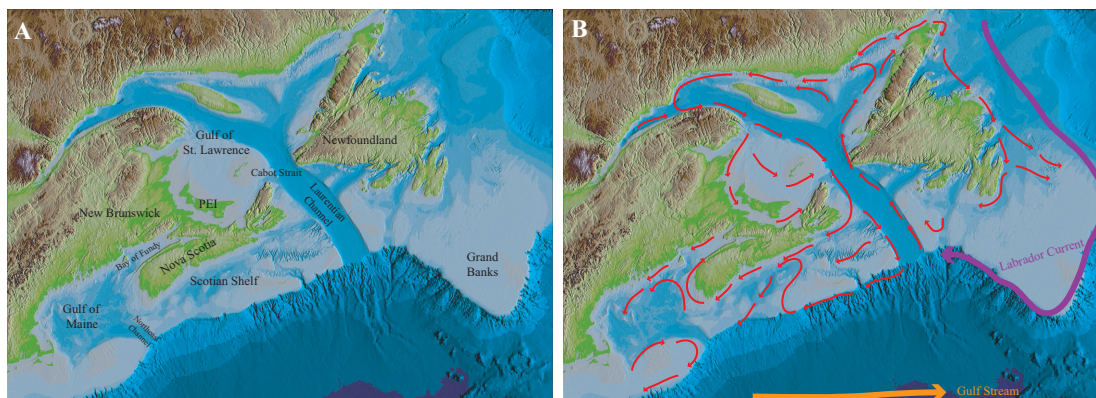 A
Gulf of
St. Lawrence
Newfoundland
Cabot Strait
Laurentian
Channel
PEI
New Brunswick
Bay of Fundy
Nova Scotia
Scotian Shelf
Grand
Banks
Gulf of
Maine
Northeast
Channel
B
Labrador Current
Gulf Stream